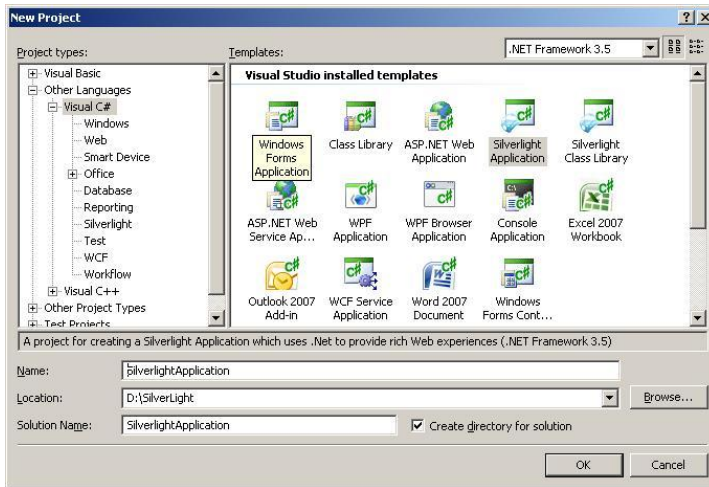 New Project
Project types:
Templates:
.NET Framework 3.5
Visual Basic
Other Languages
Visual C#
Windows
Web
Smart Device
Office
Database
Reporting
Silverlight
Test
WCF
Workflow
Visual C++
Other Project Types
Test Projects
Visual Studio installed templates
Windows
Forms
Application
Class Library
ASP.NET Web
Application
Silverlight
Application
Silverlight
Class Library
ASP.NET Web
Service Ap...
WPF
Application
WPF Browser
Application
Console
Application
Excel 2007
Workbook
Outlook 2007
Add-in
WCF Service
Application
Word 2007
Document
Windows
Forms Cont...
A project for creating a Silverlight Application which uses .Net to provide rich Web experiences (.NET Framework 3.5)
Name:
SilverlightApplication
Location:
D:\SilverLight
Browse...
Solution Name:
SilverlightApplication
Create directory for solution
OK
Cancel